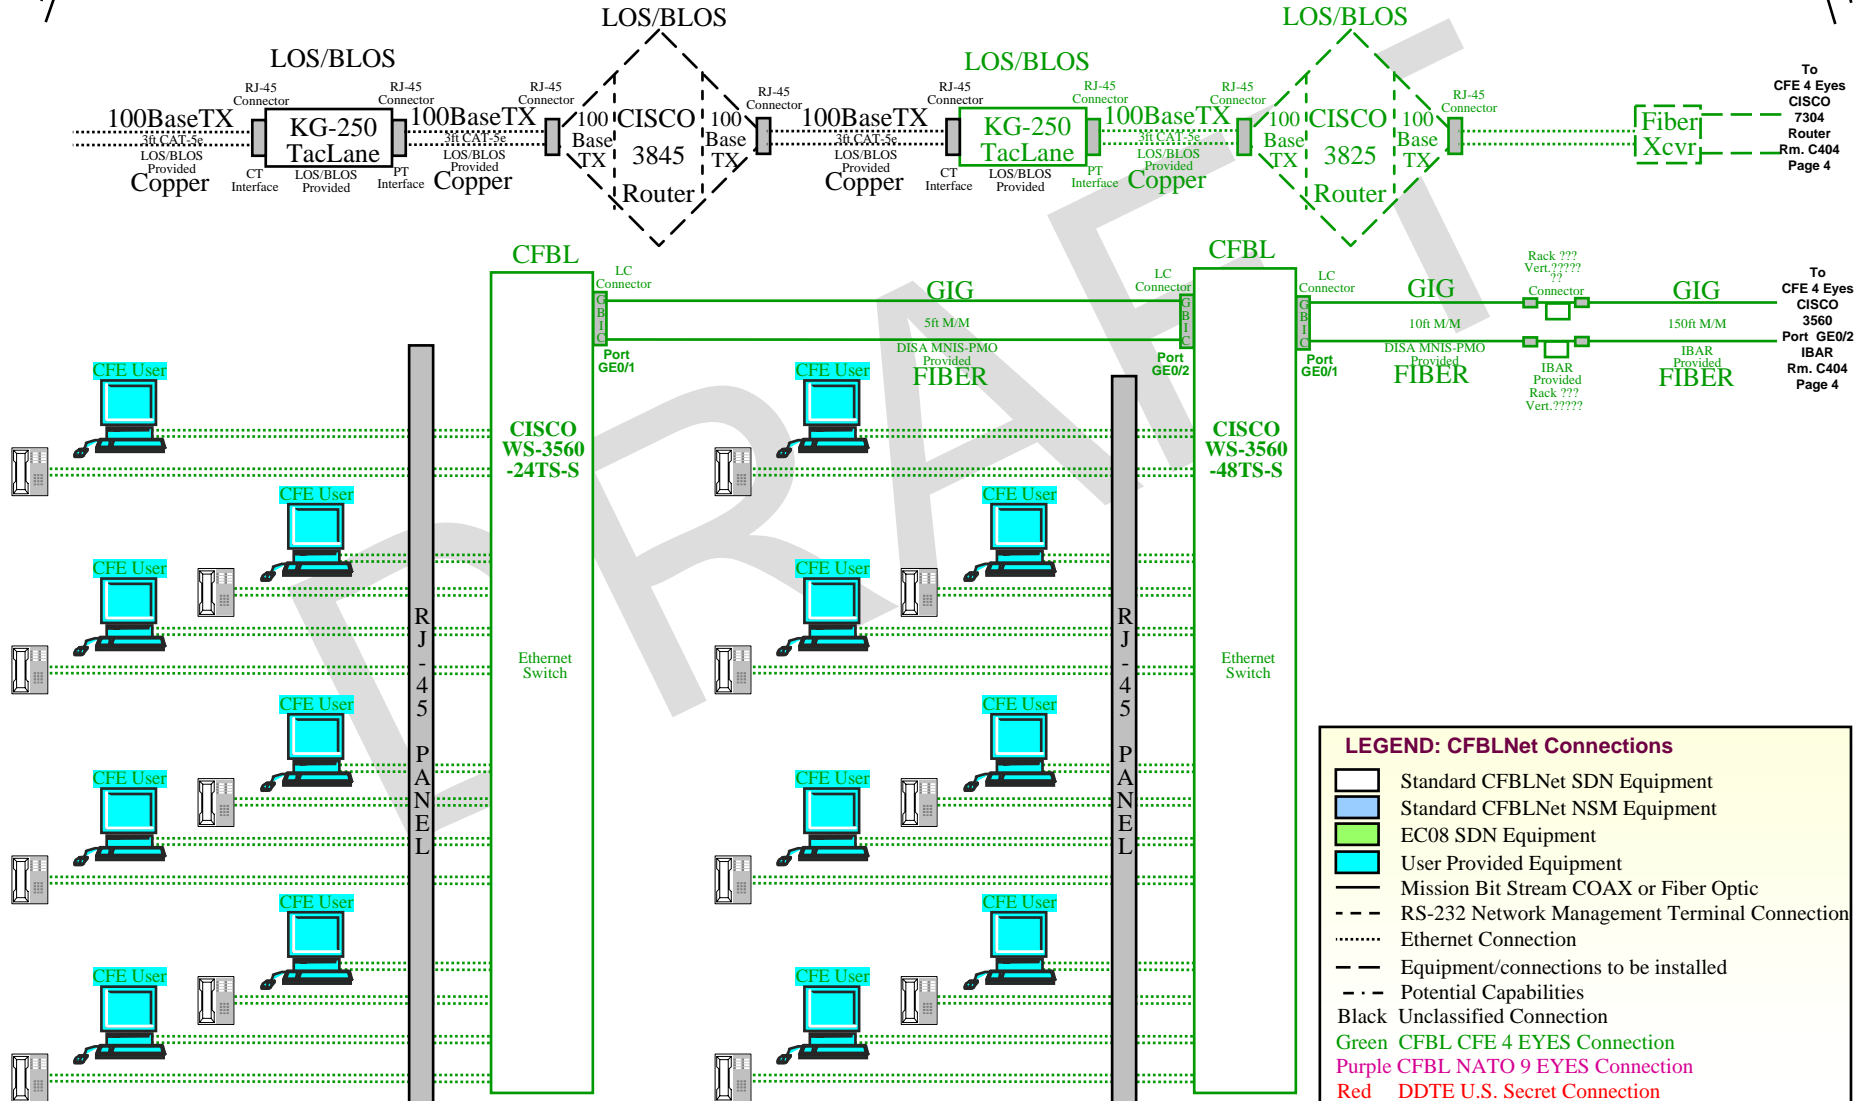 LOS/BLOS
LOS/BLOS
LOS/BLOS
LOS/BLOS
RJ-45
Connector
RJ-45
Connector
RJ-45
Connector
RJ-45
Connector
RJ-45
Connector
RJ-45
Connector
RJ-45
Connector
RJ-45
Connector
100BaseTX
3ft CAT-5e
LOS/BLOS
Provided
Copper
KG-250
TacLane
CT
Interface
LOS/BLOS
Provided
PT
Interface
100BaseTX
3ft CAT-5e
LOS/BLOS
Provided
Copper
100
Base
TX
CISCO
3845
Router
100
Base
TX
100BaseTX
3ft CAT-5e
LOS/BLOS
Provided
Copper
KG-250
TacLane
CT
Interface
LOS/BLOS
Provided
PT
Interface
100BaseTX
3ft CAT-5e
LOS/BLOS
Provided
Copper
100
Base
TX
CISCO
3825
Router
100
Base
TX
Fiber
Xcvr
To
CFE 4 Eyes
CISCO
7304
Router
Rm. C404
Page 4
DRAFT
CFBL
LC
Connector
GBIC
Port
GE0/1
GIG
5ft M/M
DISA MNIS-PMO
Provided
FIBER
LC
Connector
GBIC
Port
GE0/2
CFBL
LC
Connector
GBIC
Port
GE0/1
GIG
10ft M/M
DISA MNIS-PMO
Provided
FIBER
Rack ???
Vert.?????
??
Connector
IBAR
Provided
Rack ???
Vert.?????
GIG
150ft M/M
IBAR
Provided
FIBER
To
CFE 4 Eyes
CISCO
3560
Port GE0/2
IBAR
Rm. C404
Page 4
CISCO
WS-3560
-24TS-S
Ethernet
Switch
CISCO
WS-3560
-48TS-S
Ethernet
Switch
RJ-45 PANEL
RJ-45 PANEL
CFE User
CFE User
CFE User
CFE User
CFE User
CFE User
CFE User
CFE User
CFE User
CFE User
CFE User
CFE User
CFE User
CFE User
LEGEND: CFBLNet Connections
Standard CFBLNet SDN Equipment
Standard CFBLNet NSM Equipment
EC08 SDN Equipment
User Provided Equipment
Mission Bit Stream COAX or Fiber Optic
RS-232 Network Management Terminal Connection
Ethernet Connection
Equipment/connections to be installed
Potential Capabilities
Black Unclassified Connection
Green CFBL CFE 4 EYES Connection
Purple CFBL NATO 9 EYES Connection
Red DDTE U.S. Secret Connection